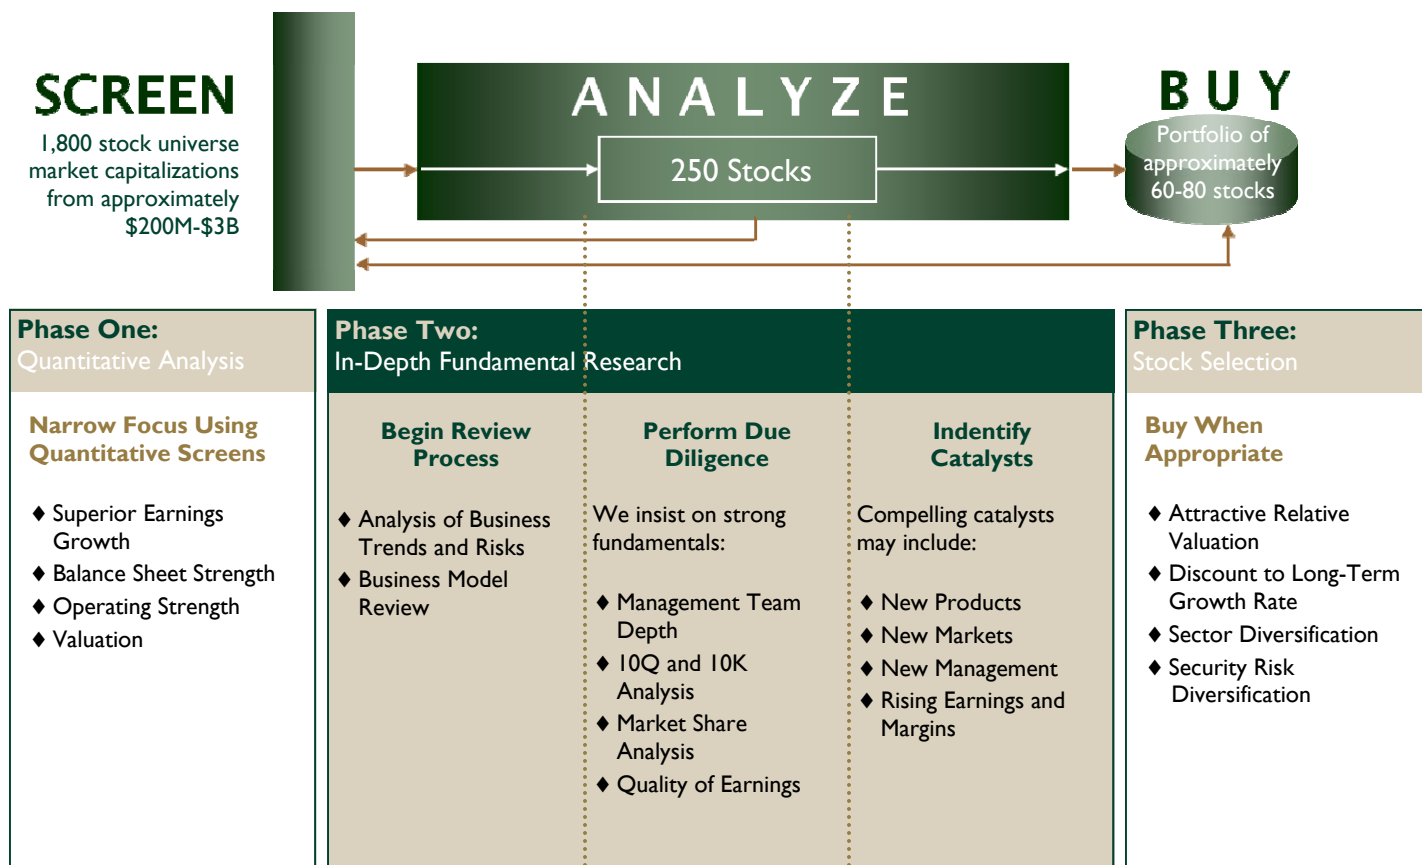 SCREEN
1,800 stock universe
market capitalizations
from approximately
$200M-$3B
ANALYZE
250 Stocks
BUY
Portfolio of
approximately
60-80 stocks
Phase One:
Quantitative Analysis
Narrow Focus Using
Quantitative Screens
♦ Superior Earnings
Growth
♦ Balance Sheet Strength
♦ Operating Strength
♦ Valuation
Phase Two:
In-Depth Fundamental Research
Begin Review
Process
♦ Analysis of Business
Trends and Risks
♦ Business Model
Review
Perform Due
Diligence
We insist on strong
fundamentals:
♦ Management Team
Depth
♦ 10Q and 10K
Analysis
♦ Market Share
Analysis
♦ Quality of Earnings
Indentify
Catalysts
Compelling catalysts
may include:
♦ New Products
♦ New Markets
♦ New Management
♦ Rising Earnings and
Margins
Phase Three:
Stock Selection
Buy When
Appropriate
♦ Attractive Relative
Valuation
♦ Discount to Long-Term
Growth Rate
♦ Sector Diversification
♦ Security Risk
Diversification